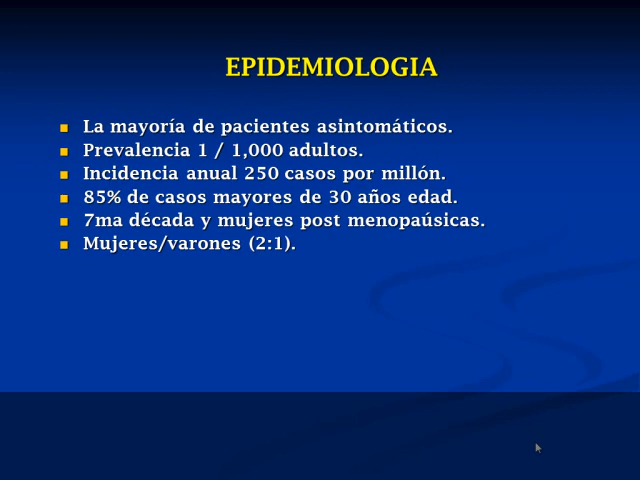 EPIDEMIOLOGIA
La mayoría de pacientes asintomáticos.
Prevalencia 1 / 1,000 adultos.
Incidencia anual 250 casos por millón.
85% de casos mayores de 30 años edad.
7ma década y mujeres post menopaúsicas.
Mujeres/varones (2:1).